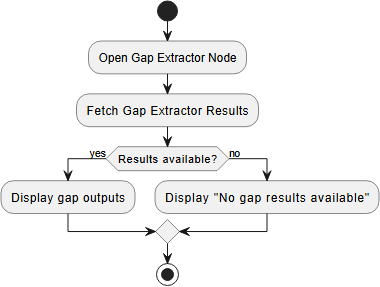 Open Gap Extractor Node
Fetch Gap Extractor Results
yes
Results available?
no
Display gap outputs
Display "No gap results available"